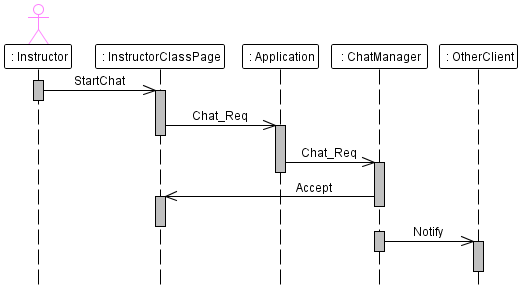 : Instructor
: InstructorClassPage
: Application
: ChatManager
: OtherClient
StartChat
Chat_Req
Chat_Req
Accept
Notify